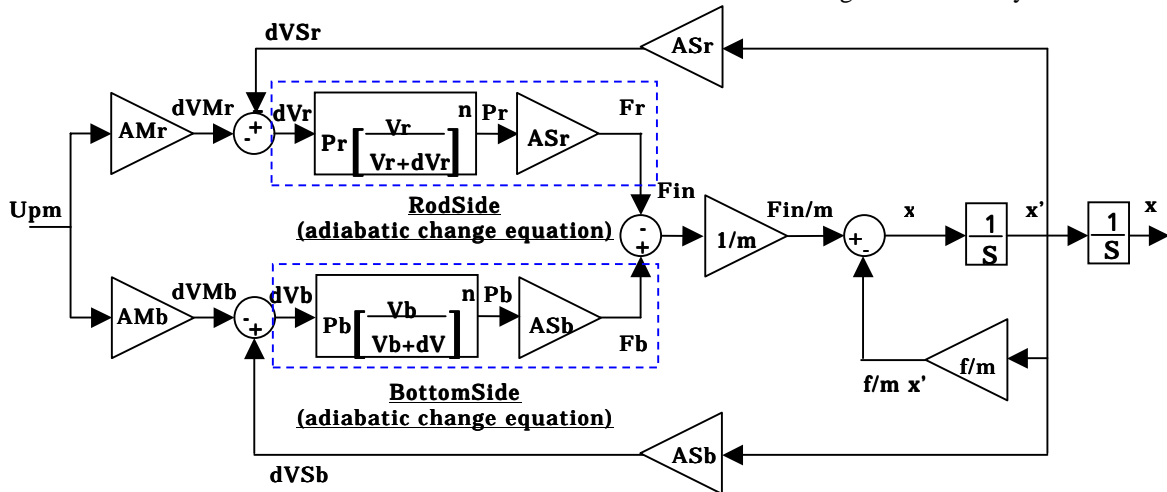 dVSr
ASr
AMr
dVMr
+
-
dVr
Pr [ Vr / Vr+dVr ] n
Pr
ASr
Fr
Upm
RodSide
(adiabatic change equation)
Fin
-
+
1/m
Fin/m
+
-
x
1/S
x'
1/S
x
AMb
dVMb
-
+
dVb
Pb [ Vb / Vb+dV ] n
Pb
ASb
Fb
f/m
f/m x'
BottomSide
(adiabatic change equation)
dVSb
ASb